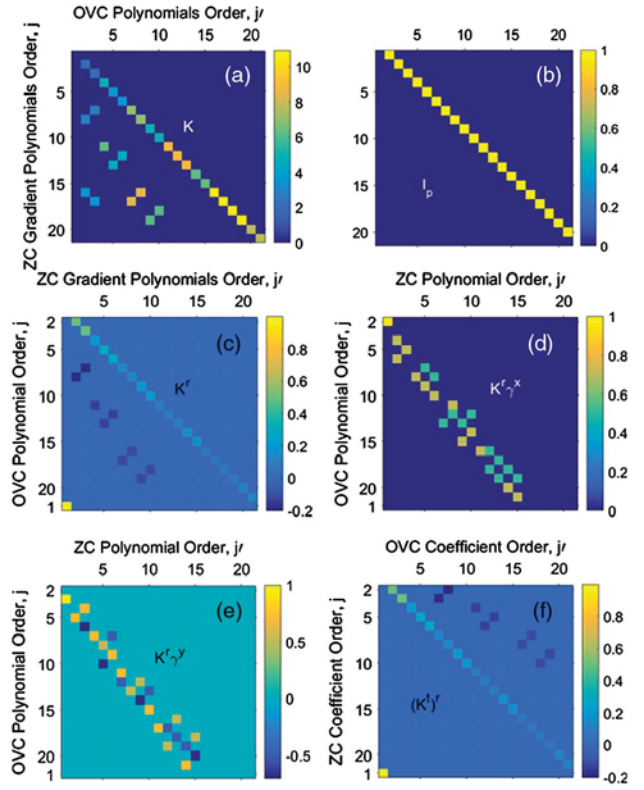 OVC Polynomials Order, j′
5 10 15 20
ZC Gradient Polynomials Order, j
5
10
15
20
(a)
K
10
8
6
4
2
0
5 10 15 20
5
10
15
20
(b)
I_p
1
0.8
0.6
0.4
0.2
0
ZC Gradient Polynomials Order, j′
5 10 15 20
OVC Polynomial Order, j
2
5
10
15
20
1
(c)
K^r
0.8
0.6
0.4
0.2
0
-0.2
ZC Polynomial Order, j′
5 10 15 20
OVC Polynomial Order, j
2
5
10
15
20
1
(d)
K^rγ^x
1
0.8
0.6
0.4
0.2
0
ZC Polynomial Order, j′
5 10 15 20
OVC Polynomial Order, j
2
5
10
15
20
1
(e)
K^rγ^y
1
0.5
0
-0.5
OVC Coefficient Order, j′
5 10 15 20
ZC Coefficient Order, j
2
5
10
15
20
1
(f)
(K^t)^r
0.8
0.6
0.4
0.2
0
-0.2